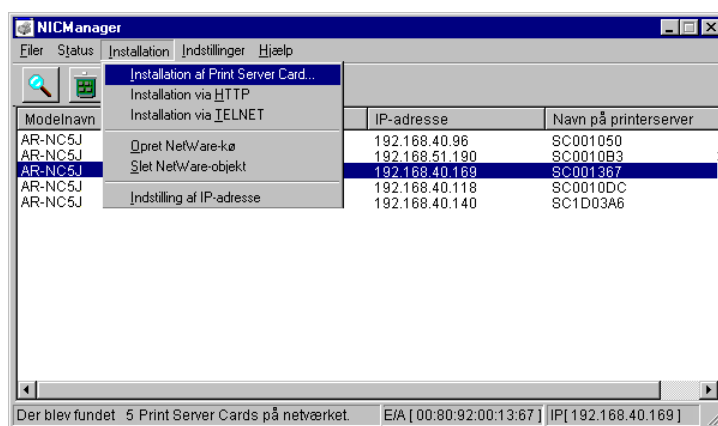 NICManager
Filer Status Installation Indstillinger Hjælp
Installation af Print Server Card...
Installation via HTTP
Installation via TELNET
Opret NetWare-kø
Slet NetWare-objekt
Indstilling af IP-adresse
Modelnavn IP-adresse Navn på printerserver
AR-NC5J 192.168.40.96 SC001050
AR-NC5J 192.168.51.190 SC0010B3
AR-NC5J 192.168.40.169 SC001367
AR-NC5J 192.168.40.118 SC0010DC
AR-NC5J 192.168.40.140 SC1D03A6
Der blev fundet 5 Print Server Cards på netværket. E/A [ 00:80:92:00:13:67 ] IP[ 192.168.40.169 ]